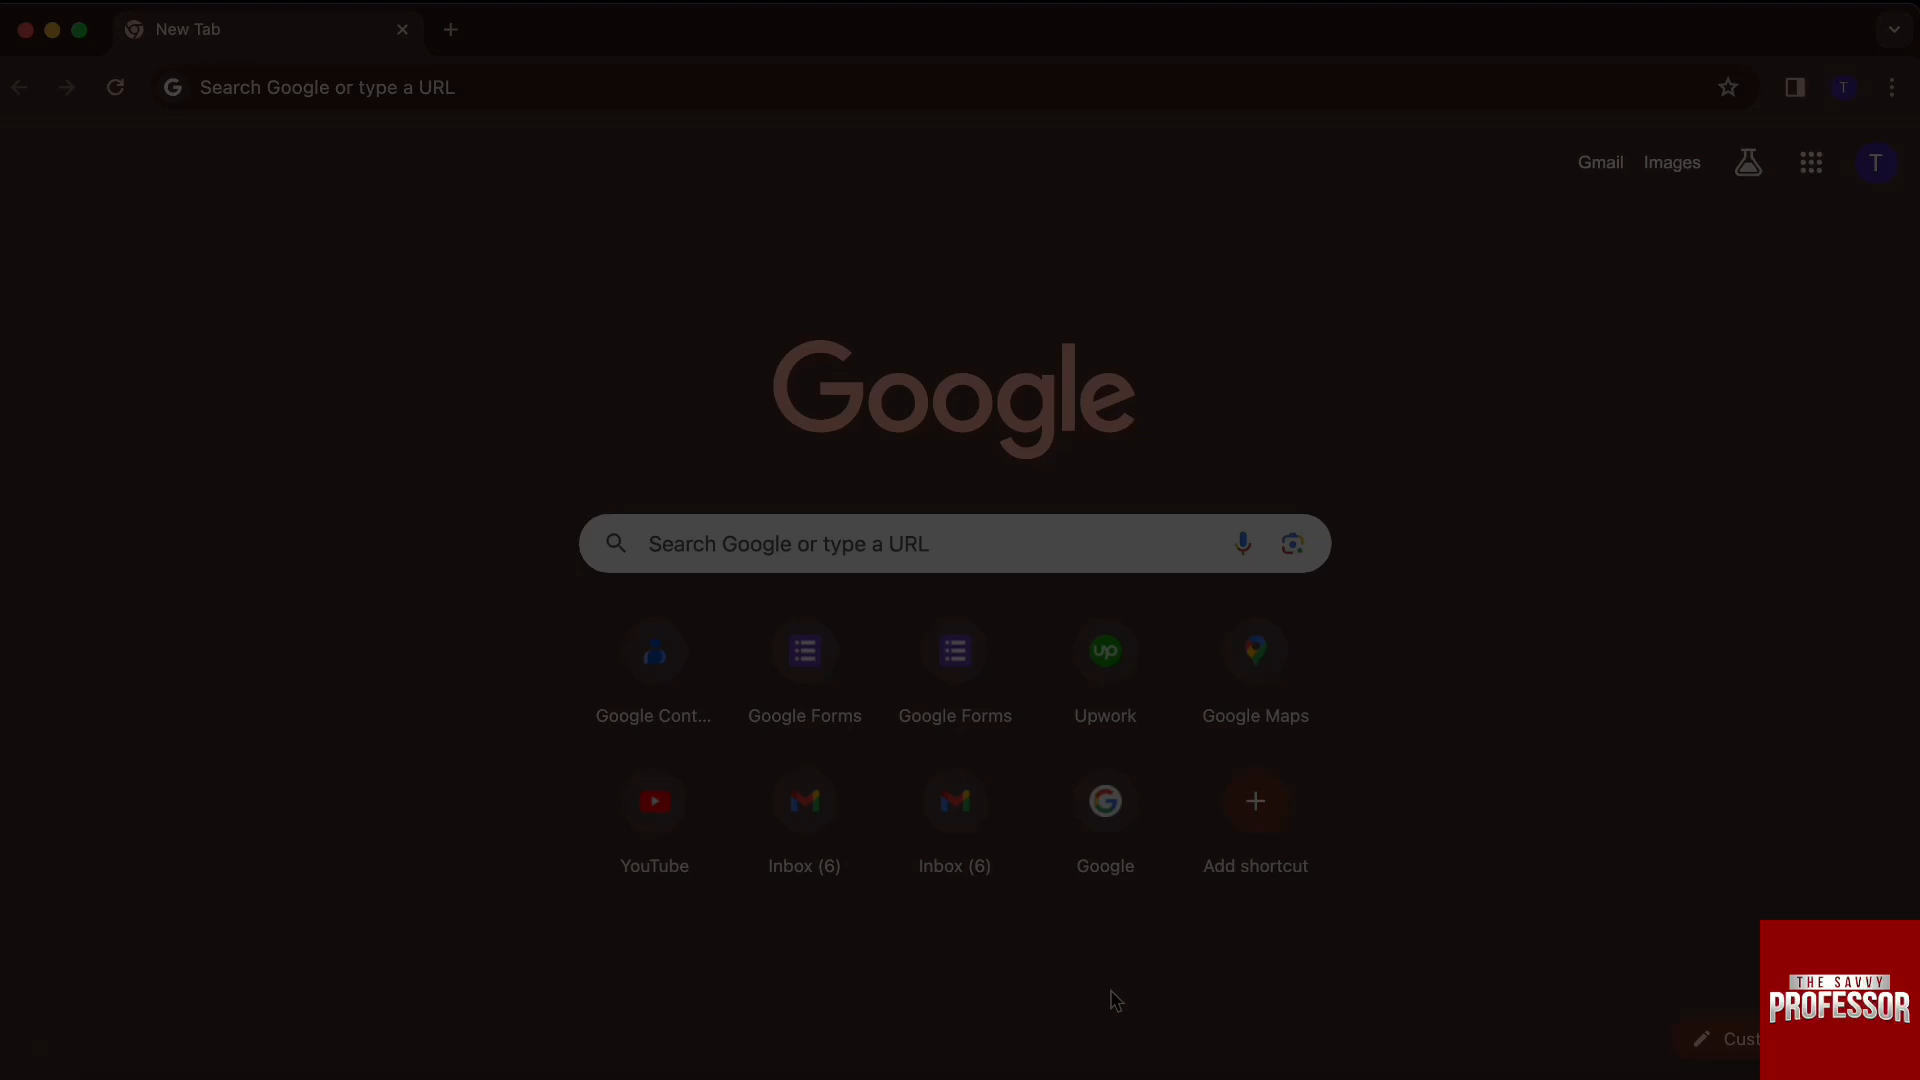 New Tab
Search Google or type a URL
T
Gmail
Images
T
Google
Search Google or type a URL
up
Google Cont...
Google Forms
Google Forms
Upwork
Google Maps
YouTube
Inbox (6)
Inbox (6)
Google
Add shortcut
THE SAVVY
PROFESSOR
Cust